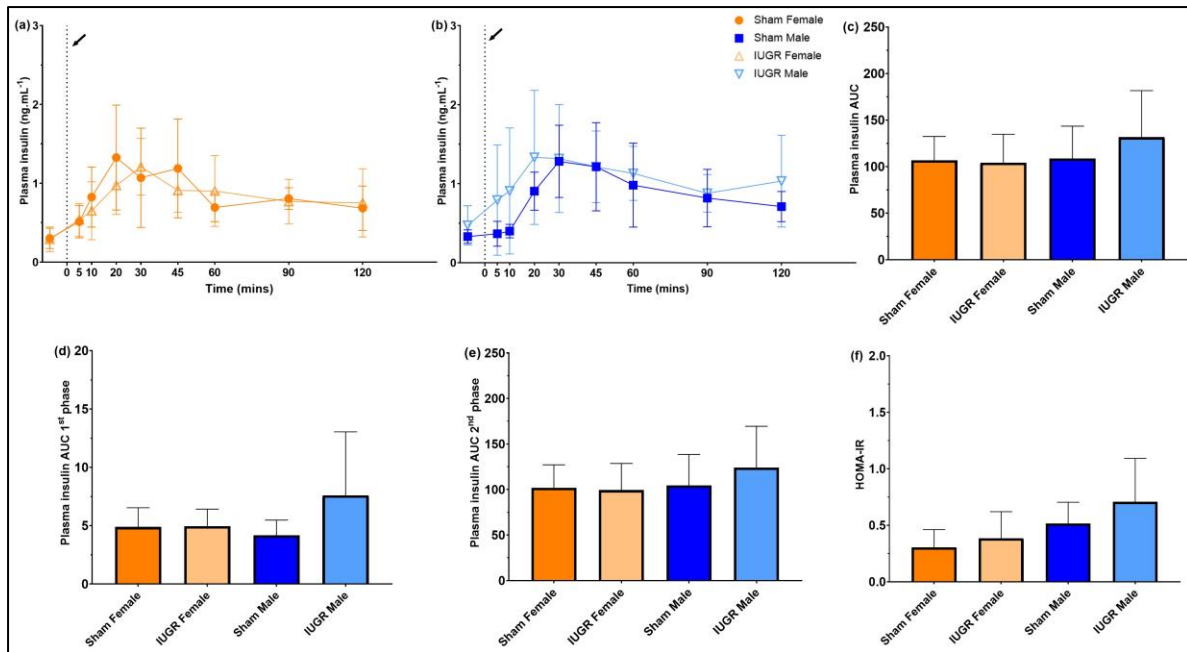 (a)
Plasma insulin (ng.mL⁻¹)
3
2
1
0
0 5 10 20 30 45 60 90 120
Time (mins)
(b)
Plasma insulin (ng.mL⁻¹)
3
2
1
0
0 5 10 20 30 45 60 90 120
Time (mins)
Sham Female
Sham Male
IUGR Female
IUGR Male
(c)
Plasma insulin AUC
250
200
150
100
50
0
Sham Female
IUGR Female
Sham Male
IUGR Male
(d)
Plasma insulin AUC 1st phase
20
15
10
5
0
Sham Female
IUGR Female
Sham Male
IUGR Male
(e)
Plasma insulin AUC 2nd phase
250
200
150
100
50
0
Sham Female
IUGR Female
Sham Male
IUGR Male
(f)
HOMA-IR
2.0
1.5
1.0
0.5
0.0
Sham Female
IUGR Female
Sham Male
IUGR Male